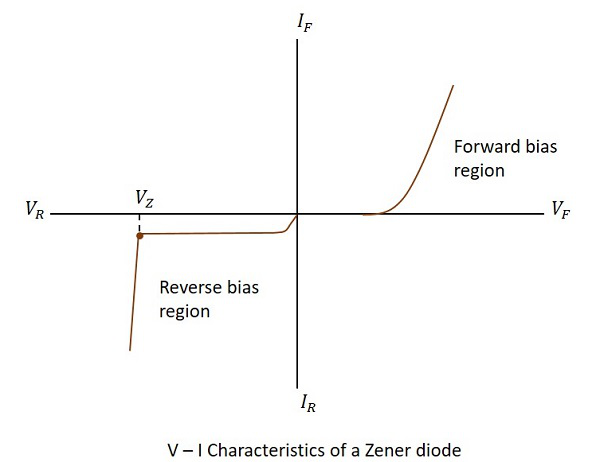 I_F
Forward bias
region
V_Z
V_R
V_F
Reverse bias
region
I_R
V – I Characteristics of a Zener diode